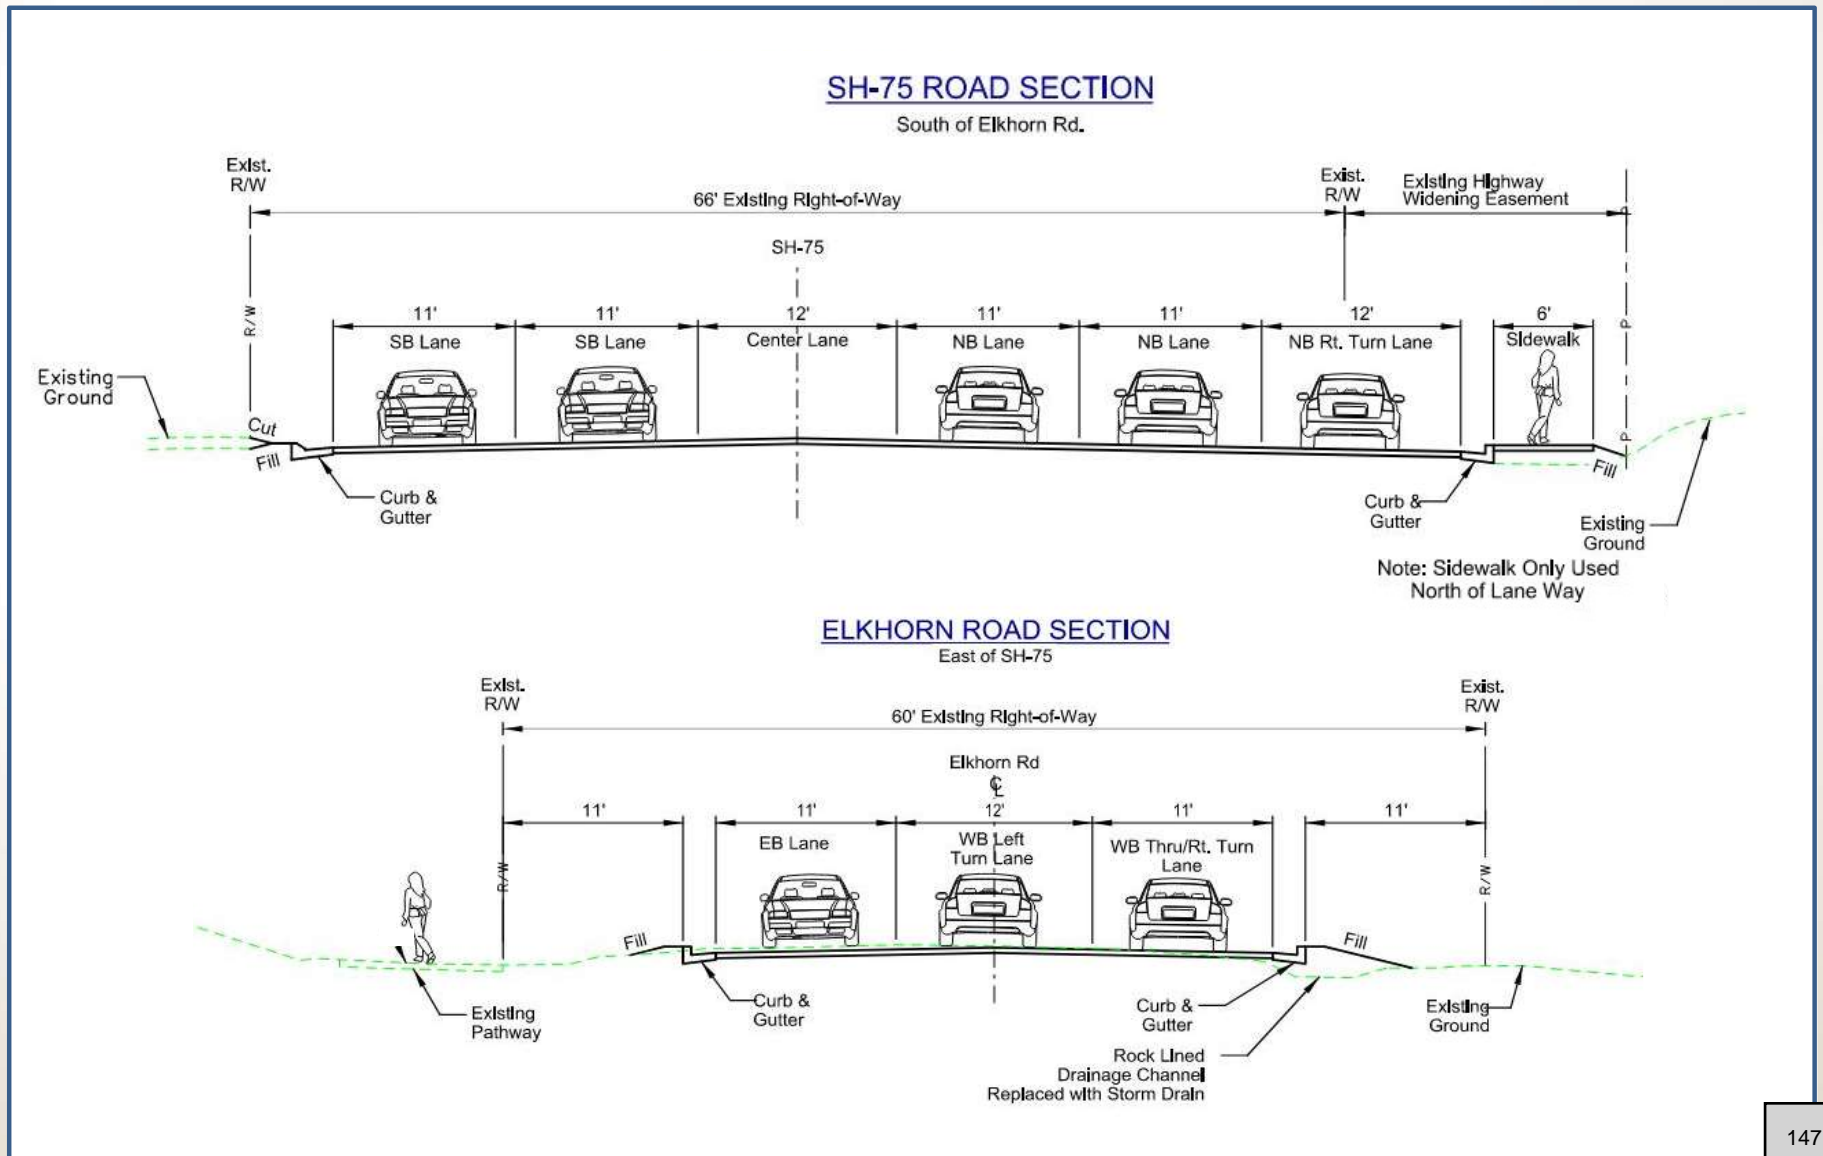 SH-75 ROAD SECTION
South of Elkhorn Rd.
Exist.
R/W
66' Existing Right-of-Way
Exist.
R/W
Existing Highway
Widening Easement
P
SH-75
R/W
11'
SB Lane
11'
SB Lane
12'
Center Lane
11'
NB Lane
11'
NB Lane
12'
NB Rt. Turn Lane
6'
Sidewalk
P
Existing
Ground
Cut
Fill
P
Fill
Curb &
Gutter
Curb &
Gutter
Existing
Ground
Note: Sidewalk Only Used
North of Lane Way
ELKHORN ROAD SECTION
East of SH-75
Exist.
R/W
60' Existing Right-of-Way
Exist.
R/W
Elkhorn Rd
CL
11'
11'
EB Lane
12'
WB Left
Turn Lane
11'
WB Thru/Rt. Turn
Lane
11'
R/W
R/W
Fill
Fill
Existing
Pathway
Curb &
Gutter
Curb &
Gutter
Existing
Ground
Rock Lined
Drainage Channel
Replaced with Storm Drain
147